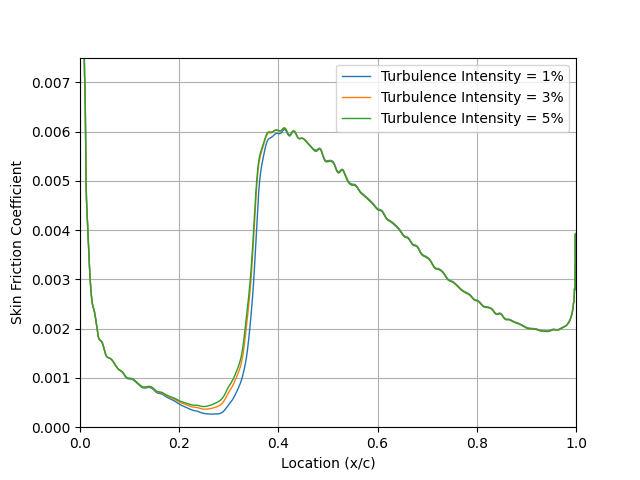 Turbulence Intensity = 1%
Turbulence Intensity = 3%
Turbulence Intensity = 5%
0.007
0.006
0.005
0.004
0.003
0.002
0.001
0.000
Skin Friction Coefficient
0.0 0.2 0.4 0.6 0.8 1.0
Location (x/c)